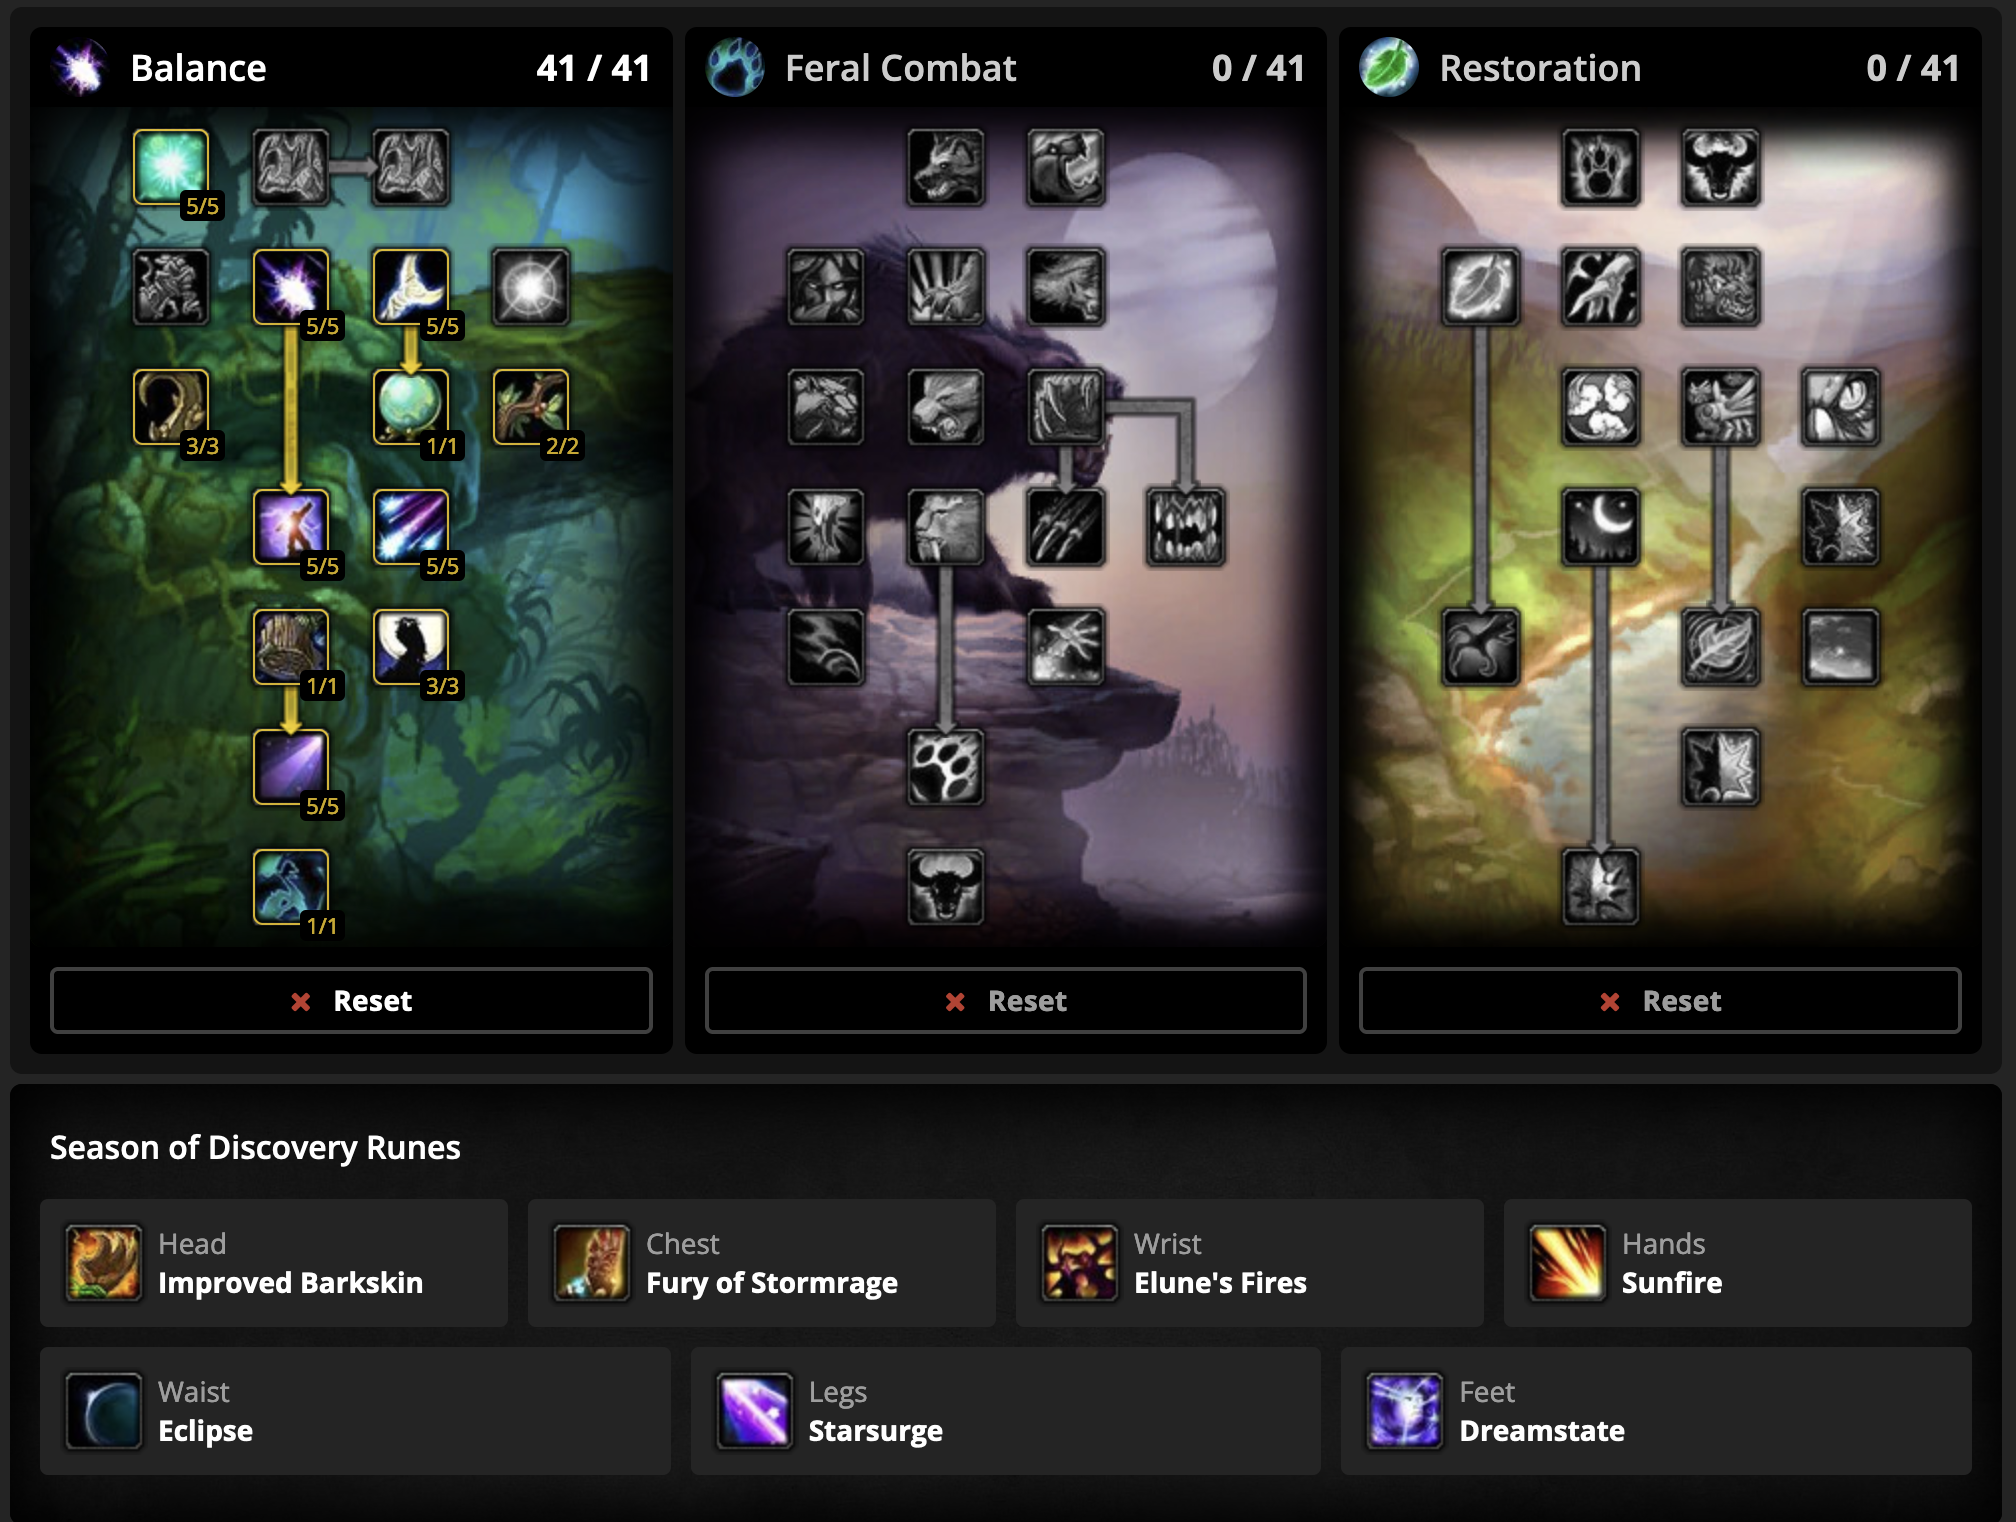 Balance 41 / 41
Feral Combat 0 / 41
Restoration 0 / 41
5/5
5/5
5/5
3/3
1/1
2/2
5/5
5/5
1/1
3/3
5/5
1/1
Reset
Reset
Reset
Season of Discovery Runes
Head
Improved Barkskin
Chest
Fury of Stormrage
Wrist
Elune's Fires
Hands
Sunfire
Waist
Eclipse
Legs
Starsurge
Feet
Dreamstate